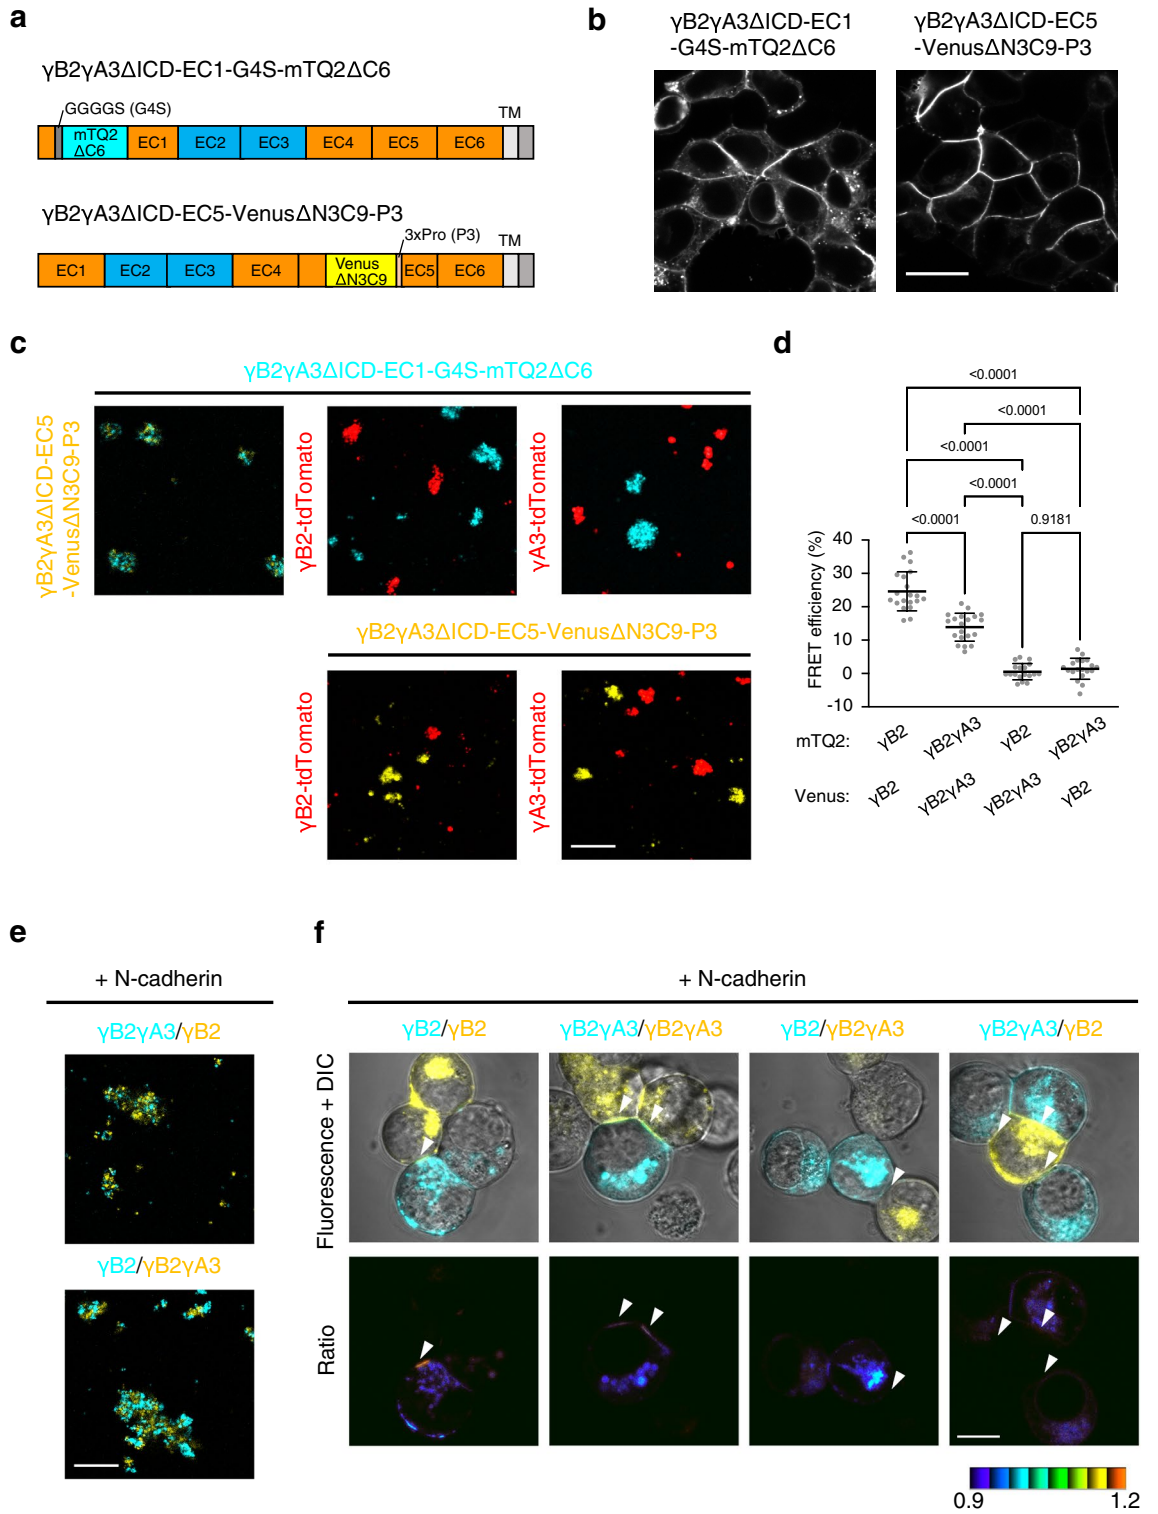 a
γB2γA3ΔICD-EC1-G4S-mTQ2ΔC6
GGGGS (G4S)
TM
mTQ2
ΔC6
EC1
EC2
EC3
EC4
EC5
EC6
γB2γA3ΔICD-EC5-VenusΔN3C9-P3
3xPro (P3)
TM
EC1
EC2
EC3
EC4
Venus
ΔN3C9
EC5
EC6
b
γB2γA3ΔICD-EC1
-G4S-mTQ2ΔC6
γB2γA3ΔICD-EC5
-VenusΔN3C9-P3
c
γB2γA3ΔICD-EC1-G4S-mTQ2ΔC6
γB2γA3ΔICD-EC5
-VenusΔN3C9-P3
γB2-tdTomato
γA3-tdTomato
γB2γA3ΔICD-EC5-VenusΔN3C9-P3
γB2-tdTomato
γA3-tdTomato
d
<0.0001
<0.0001
<0.0001
<0.0001
<0.0001
0.9181
FRET efficiency (%)
40
30
20
10
0
-10
mTQ2:
γB2
γB2γA3
γB2
γB2γA3
Venus:
γB2
γB2γA3
γB2γA3
γB2
e
+ N-cadherin
γB2γA3/γB2
γB2/γB2γA3
f
+ N-cadherin
γB2/γB2
γB2γA3/γB2γA3
γB2/γB2γA3
γB2γA3/γB2
Fluorescence + DIC
Ratio
0.9
1.2